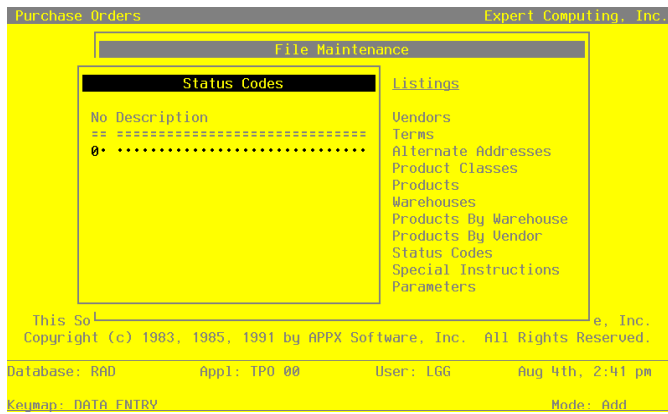 Purchase Orders Expert Computing, Inc.
File Maintenance
Status Codes
No Description
== ==============================
0
Listings
Vendors
Terms
Alternate Addresses
Product Classes
Products
Warehouses
Products By Warehouse
Products By Vendor
Status Codes
Special Instructions
Parameters
This So e, Inc.
Copyright (c) 1983, 1985, 1991 by APPX Software, Inc. All Rights Reserved.
Database: RAD Appl: TPO 00 User: LGG Aug 4th, 2:41 pm
Keymap: DATA ENTRY Mode: Add